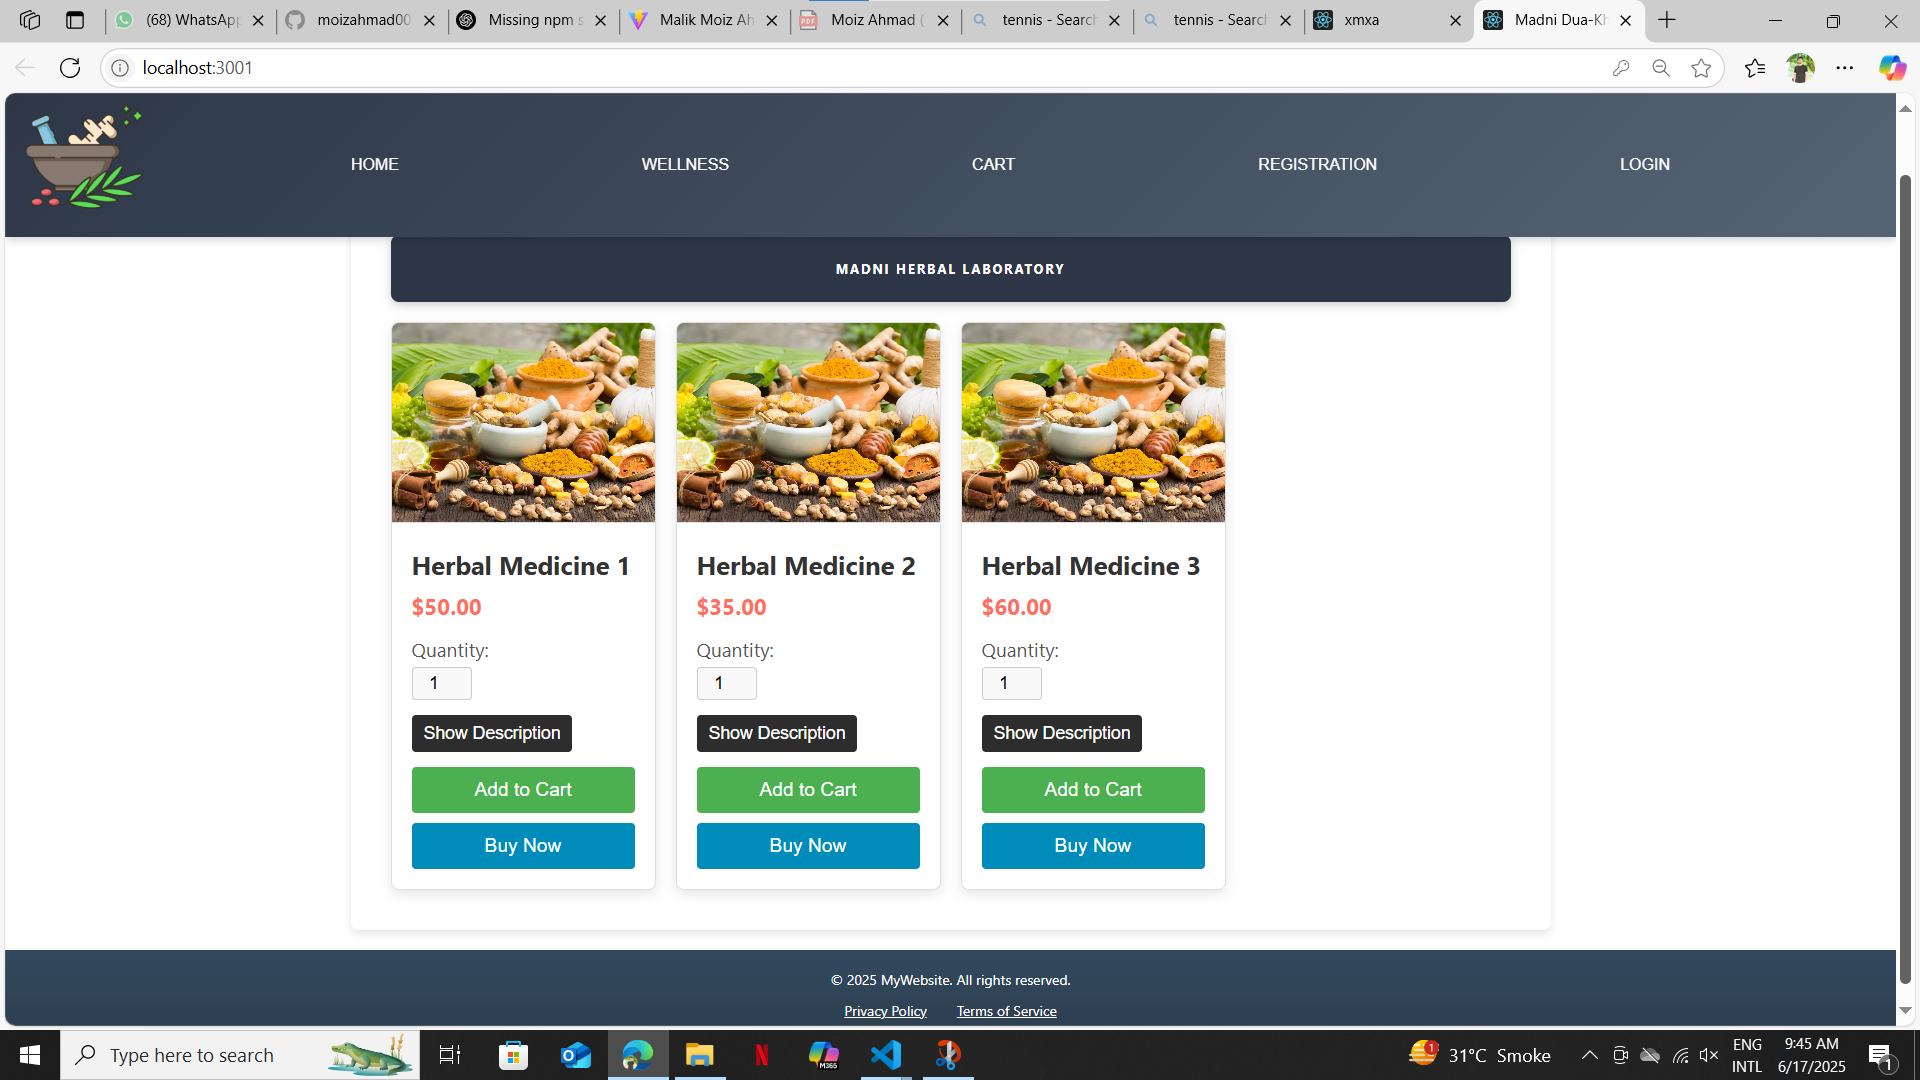 (68) WhatsApp
moizahmad00
Missing npm s
Malik Moiz Ah
Moiz Ahmad (
tennis - Search
tennis - Search
xmxa
Madni Dua-Kh
localhost:3001
HOME
WELLNESS
CART
REGISTRATION
LOGIN
MADNI HERBAL LABORATORY
Herbal Medicine 1
$50.00
Quantity:
1
Show Description
Add to Cart
Buy Now
Herbal Medicine 2
$35.00
Quantity:
1
Show Description
Add to Cart
Buy Now
Herbal Medicine 3
$60.00
Quantity:
1
Show Description
Add to Cart
Buy Now
© 2025 MyWebsite. All rights reserved.
Privacy Policy Terms of Service
Type here to search
M365
1
31°C Smoke
ENG
INTL
9:45 AM
6/17/2025
1